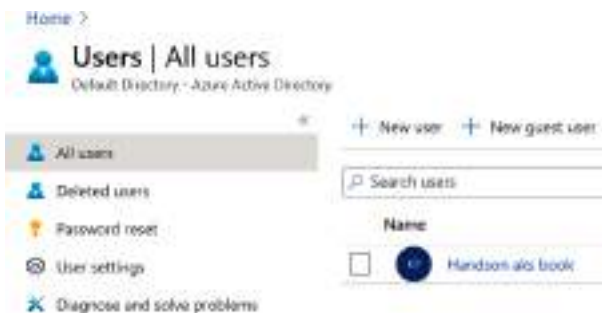 Home >
Users | All users
Default Directory - Azure Active Directory
«
+ New user + New guest user
All users
Deleted users
Password reset
User settings
Diagnose and solve problems
Search users
Name
Handson aks book